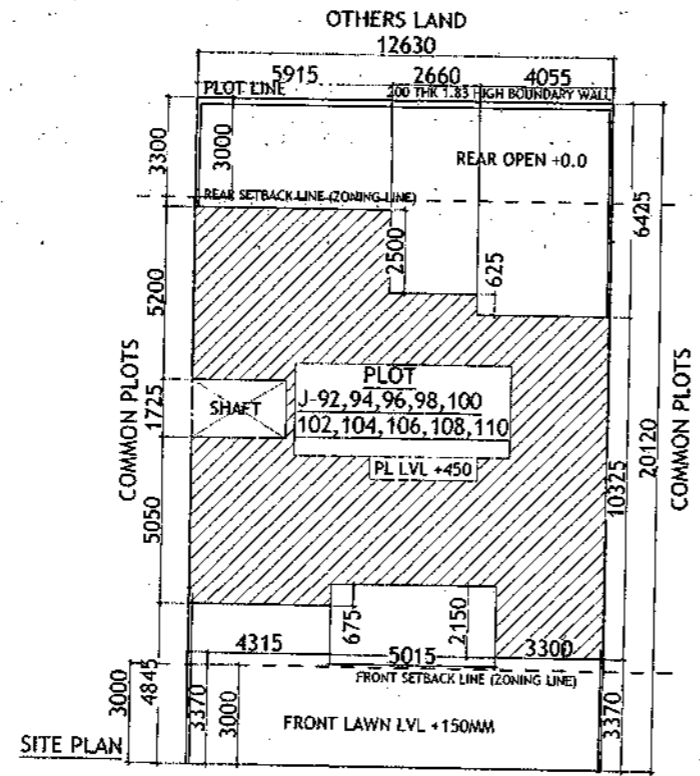 OTHERS LAND
12630
5915 2660 4055
PLOT LINE 200 THK 1.83 HIGH BOUNDARY WALL
3300
3000
REAR OPEN +0.0
REAR SETBACK LINE (ZONING LINE)
6425
2500
625
5200
COMMON PLOTS
1725
SHAFT
PLOT
J-92,94,96,98,100
102,104,106,108,110
PL LVL +450
COMMON PLOTS
20120
10325
5050
675
2150
4315 5015 3300
FRONT SETBACK LINE (ZONING LINE)
3000
4845
3370
3000
FRONT LAWN LVL +150MM
3370
SITE PLAN